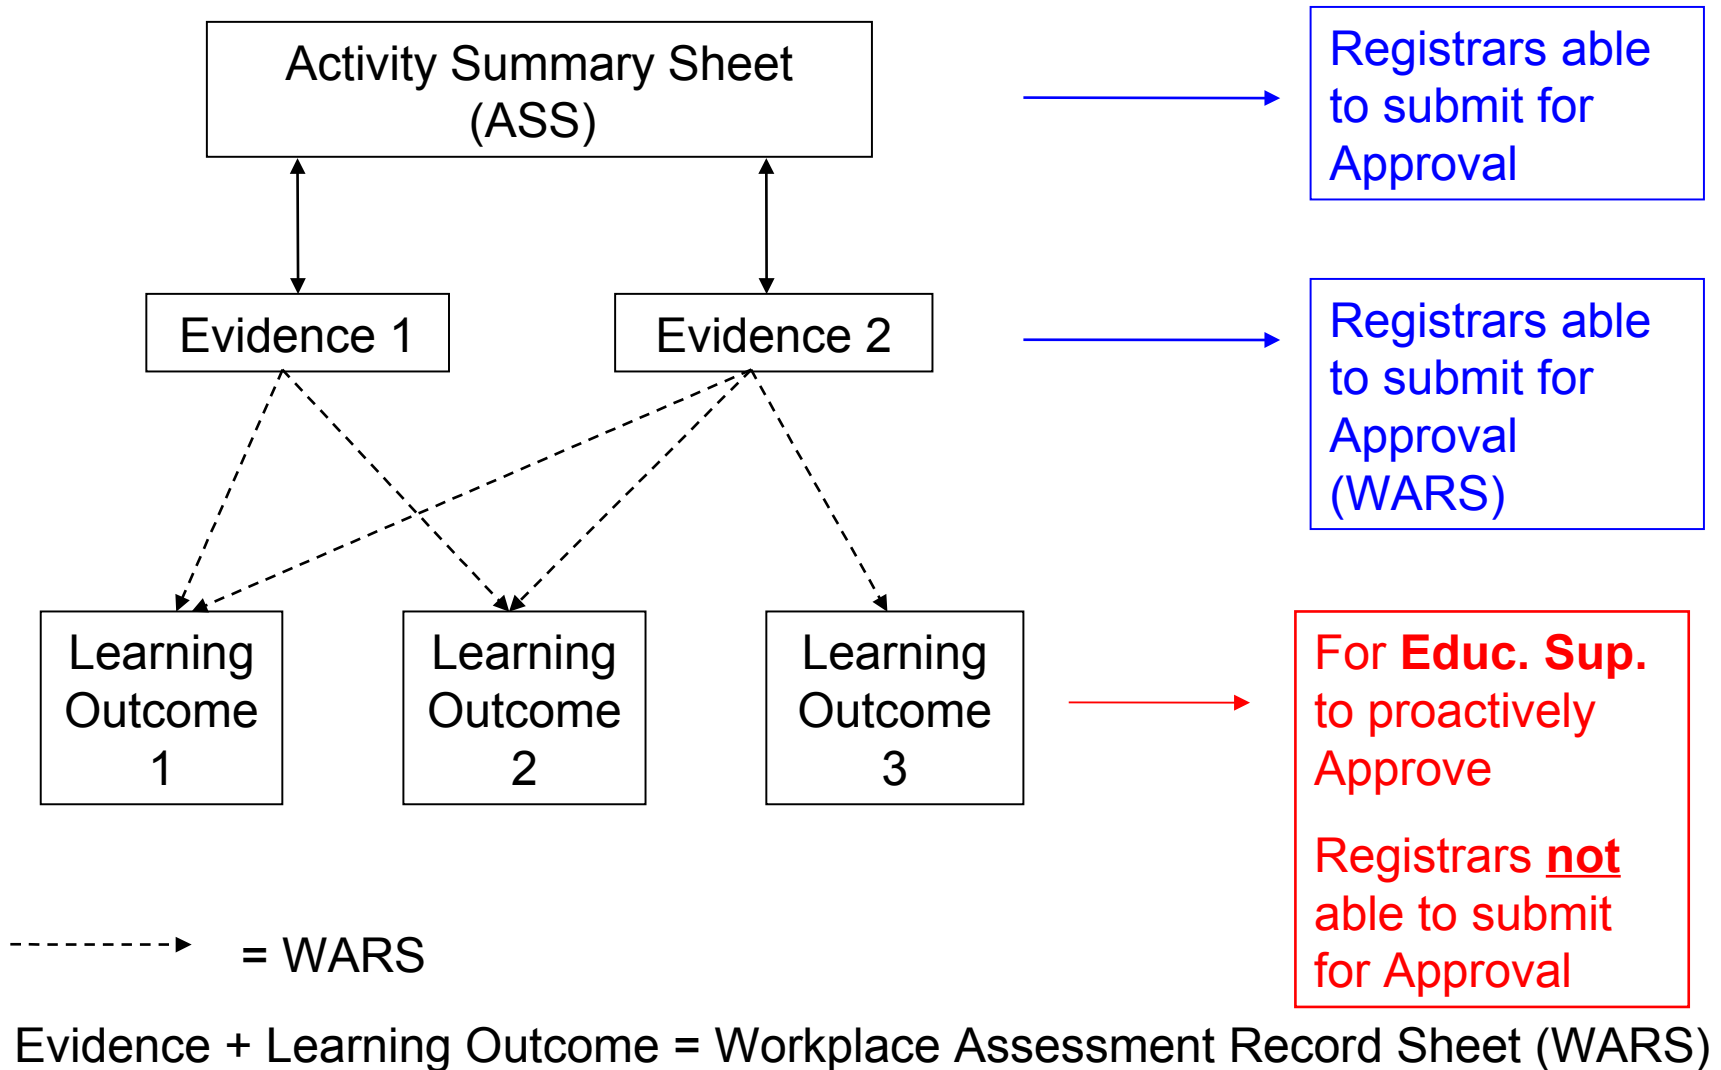 Activity Summary Sheet
(ASS)
Registrars able
to submit for
Approval
Evidence 1
Evidence 2
Registrars able
to submit for
Approval
(WARS)
Learning
Outcome
1
Learning
Outcome
2
Learning
Outcome
3
For Educ. Sup.
to proactively
Approve
Registrars not
able to submit
for Approval
= WARS
Evidence + Learning Outcome = Workplace Assessment Record Sheet (WARS)